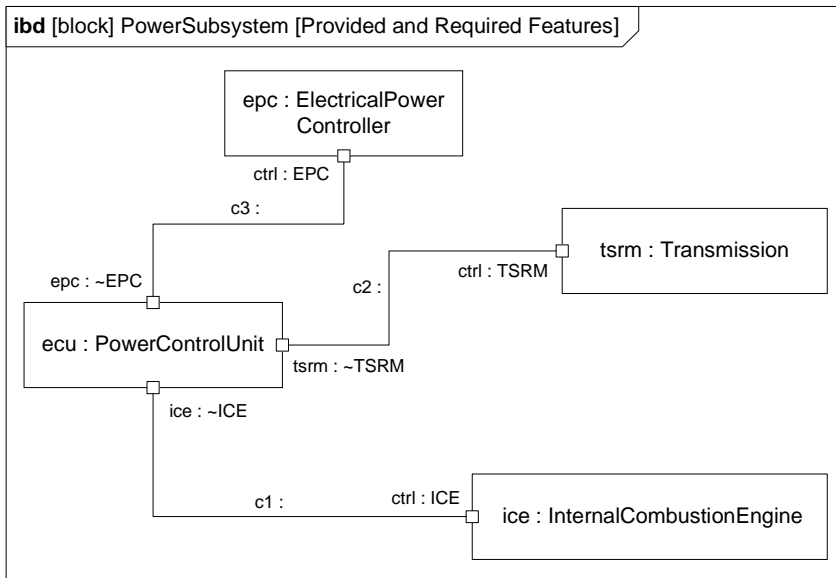 ibd [block] PowerSubsystem [Provided and Required Features]
epc : ElectricalPower
Controller
ctrl : EPC
c3 :
tsrm : Transmission
ctrl : TSRM
c2 :
epc : ~EPC
ecu : PowerControlUnit
tsrm : ~TSRM
ice : ~ICE
c1 :
ctrl : ICE
ice : InternalCombustionEngine